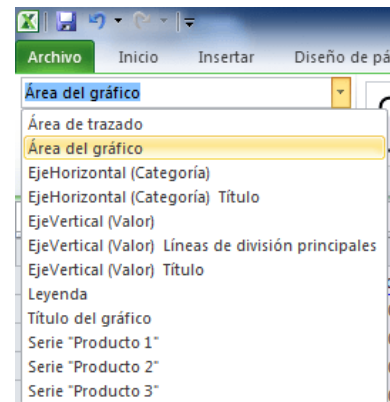 Archivo Inicio Insertar Diseño de pá
Área del gráfico
Área de trazado
Área del gráfico
EjeHorizontal (Categoría)
EjeHorizontal (Categoría) Título
EjeVertical (Valor)
EjeVertical (Valor) Líneas de división principales
EjeVertical (Valor) Título
Leyenda
Título del gráfico
Serie "Producto 1"
Serie "Producto 2"
Serie "Producto 3"